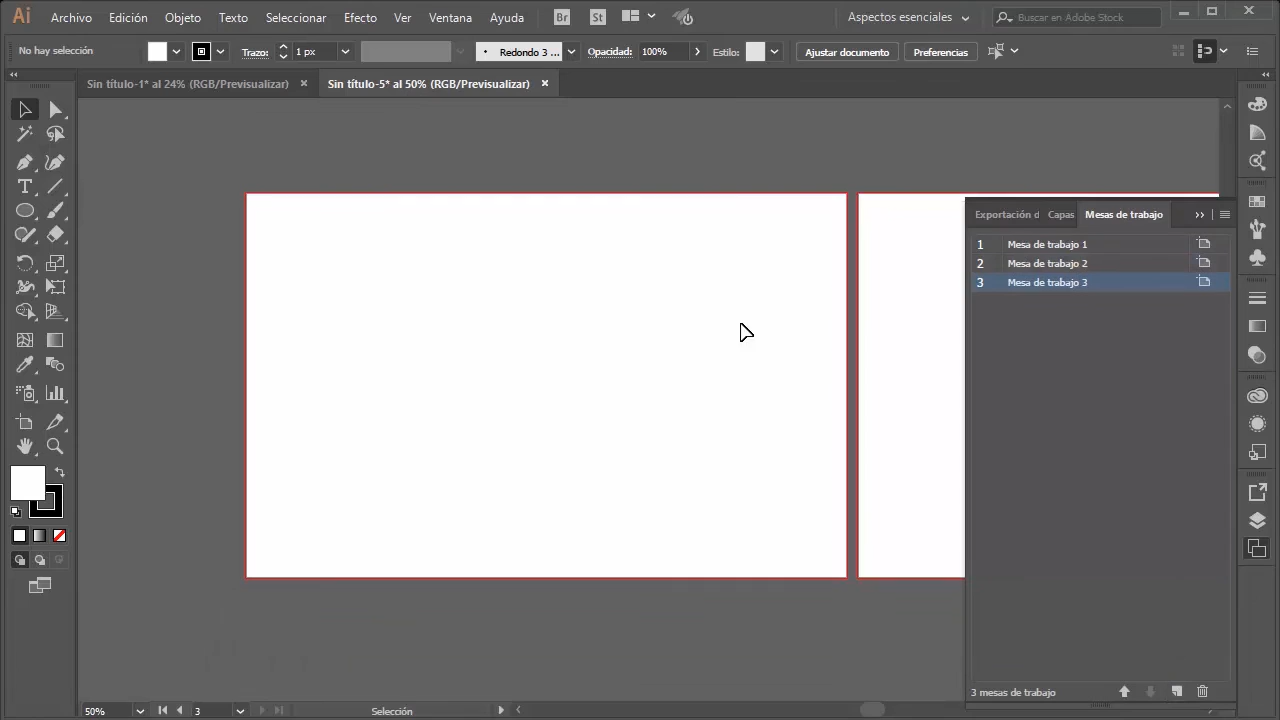 Ai Archivo Edición Objeto Texto Seleccionar Efecto Ver Ventana Ayuda Br St Aspectos esenciales Buscar en Adobe Stock
No hay selección Trazo: 1 px Redondo 3 ... Opacidad: 100% Estilo: Ajustar documento Preferencias
Sin título-1* al 24% (RGB/Previsualizar) × Sin título-5* al 50% (RGB/Previsualizar) ×
Exportación d Capas Mesas de trabajo
1 Mesa de trabajo 1
2 Mesa de trabajo 2
3 Mesa de trabajo 3
3 mesas de trabajo
50% 3 Selección